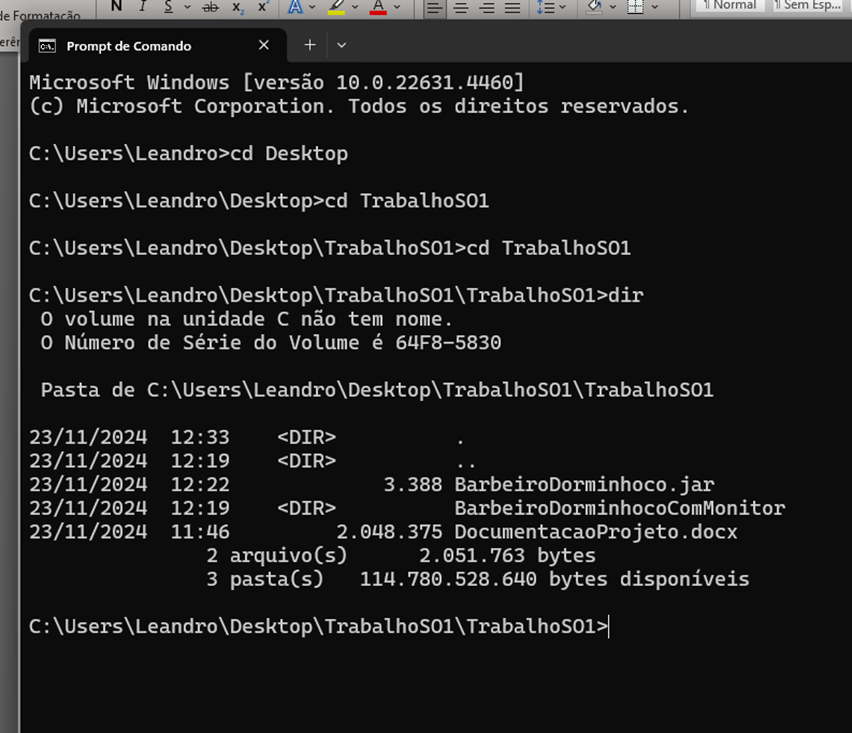 de Formatação
N I S ab x₂ x² A A
¶ Normal ¶ Sem Esp...
Prompt de Comando
Microsoft Windows [versão 10.0.22631.4460]
(c) Microsoft Corporation. Todos os direitos reservados.
C:\Users\Leandro>cd Desktop
C:\Users\Leandro\Desktop>cd TrabalhoSO1
C:\Users\Leandro\Desktop\TrabalhoSO1>cd TrabalhoSO1
C:\Users\Leandro\Desktop\TrabalhoSO1\TrabalhoSO1>dir
O volume na unidade C não tem nome.
O Número de Série do Volume é 64F8-5830
Pasta de C:\Users\Leandro\Desktop\TrabalhoSO1\TrabalhoSO1
23/11/2024 12:33 <DIR> .
23/11/2024 12:19 <DIR> ..
23/11/2024 12:22 3.388 BarbeiroDorminhoco.jar
23/11/2024 12:19 <DIR> BarbeiroDorminhocoComMonitor
23/11/2024 11:46 2.048.375 DocumentacaoProjeto.docx
2 arquivo(s) 2.051.763 bytes
3 pasta(s) 114.780.528.640 bytes disponíveis
C:\Users\Leandro\Desktop\TrabalhoSO1\TrabalhoSO1>